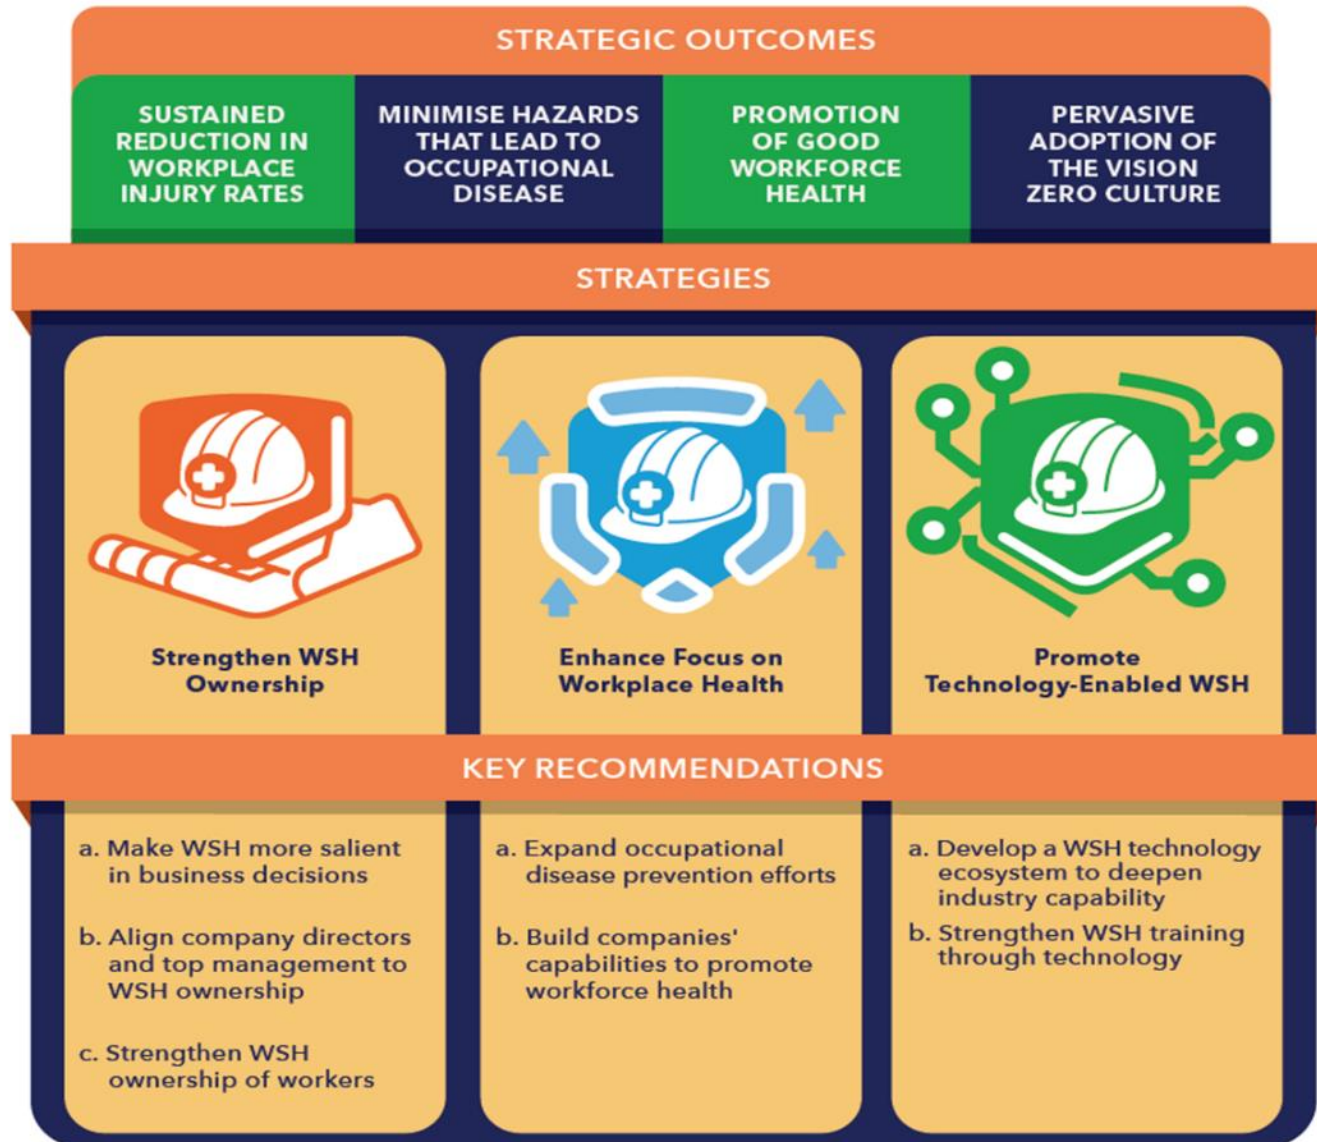 STRATEGIC OUTCOMES
SUSTAINED
REDUCTION IN
WORKPLACE
INJURY RATES
MINIMISE HAZARDS
THAT LEAD TO
OCCUPATIONAL
DISEASE
PROMOTION
OF GOOD
WORKFORCE
HEALTH
PERVASIVE
ADOPTION OF
THE VISION
ZERO CULTURE
STRATEGIES
Strengthen WSH
Ownership
Enhance Focus on
Workplace Health
Promote
Technology-Enabled WSH
KEY RECOMMENDATIONS
a. Make WSH more salient
in business decisions
b. Align company directors
and top management to
WSH ownership
c. Strengthen WSH
ownership of workers
a. Expand occupational
disease prevention efforts
b. Build companies'
capabilities to promote
workforce health
a. Develop a WSH technology
ecosystem to deepen
industry capability
b. Strengthen WSH training
through technology